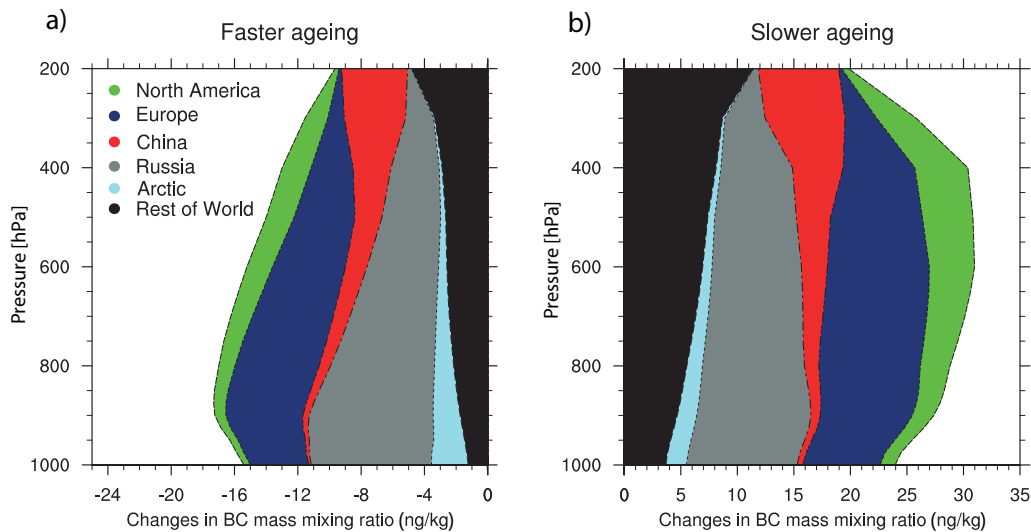 a)
Faster ageing
200
400
600
800
1000
Pressure [hPa]
North America
Europe
China
Russia
Arctic
Rest of World
-24 -20 -16 -12 -8 -4 0
Changes in BC mass mixing ratio (ng/kg)
b)
Slower ageing
200
400
600
800
1000
Pressure [hPa]
0 5 10 15 20 25 30 35
Changes in BC mass mixing ratio (ng/kg)